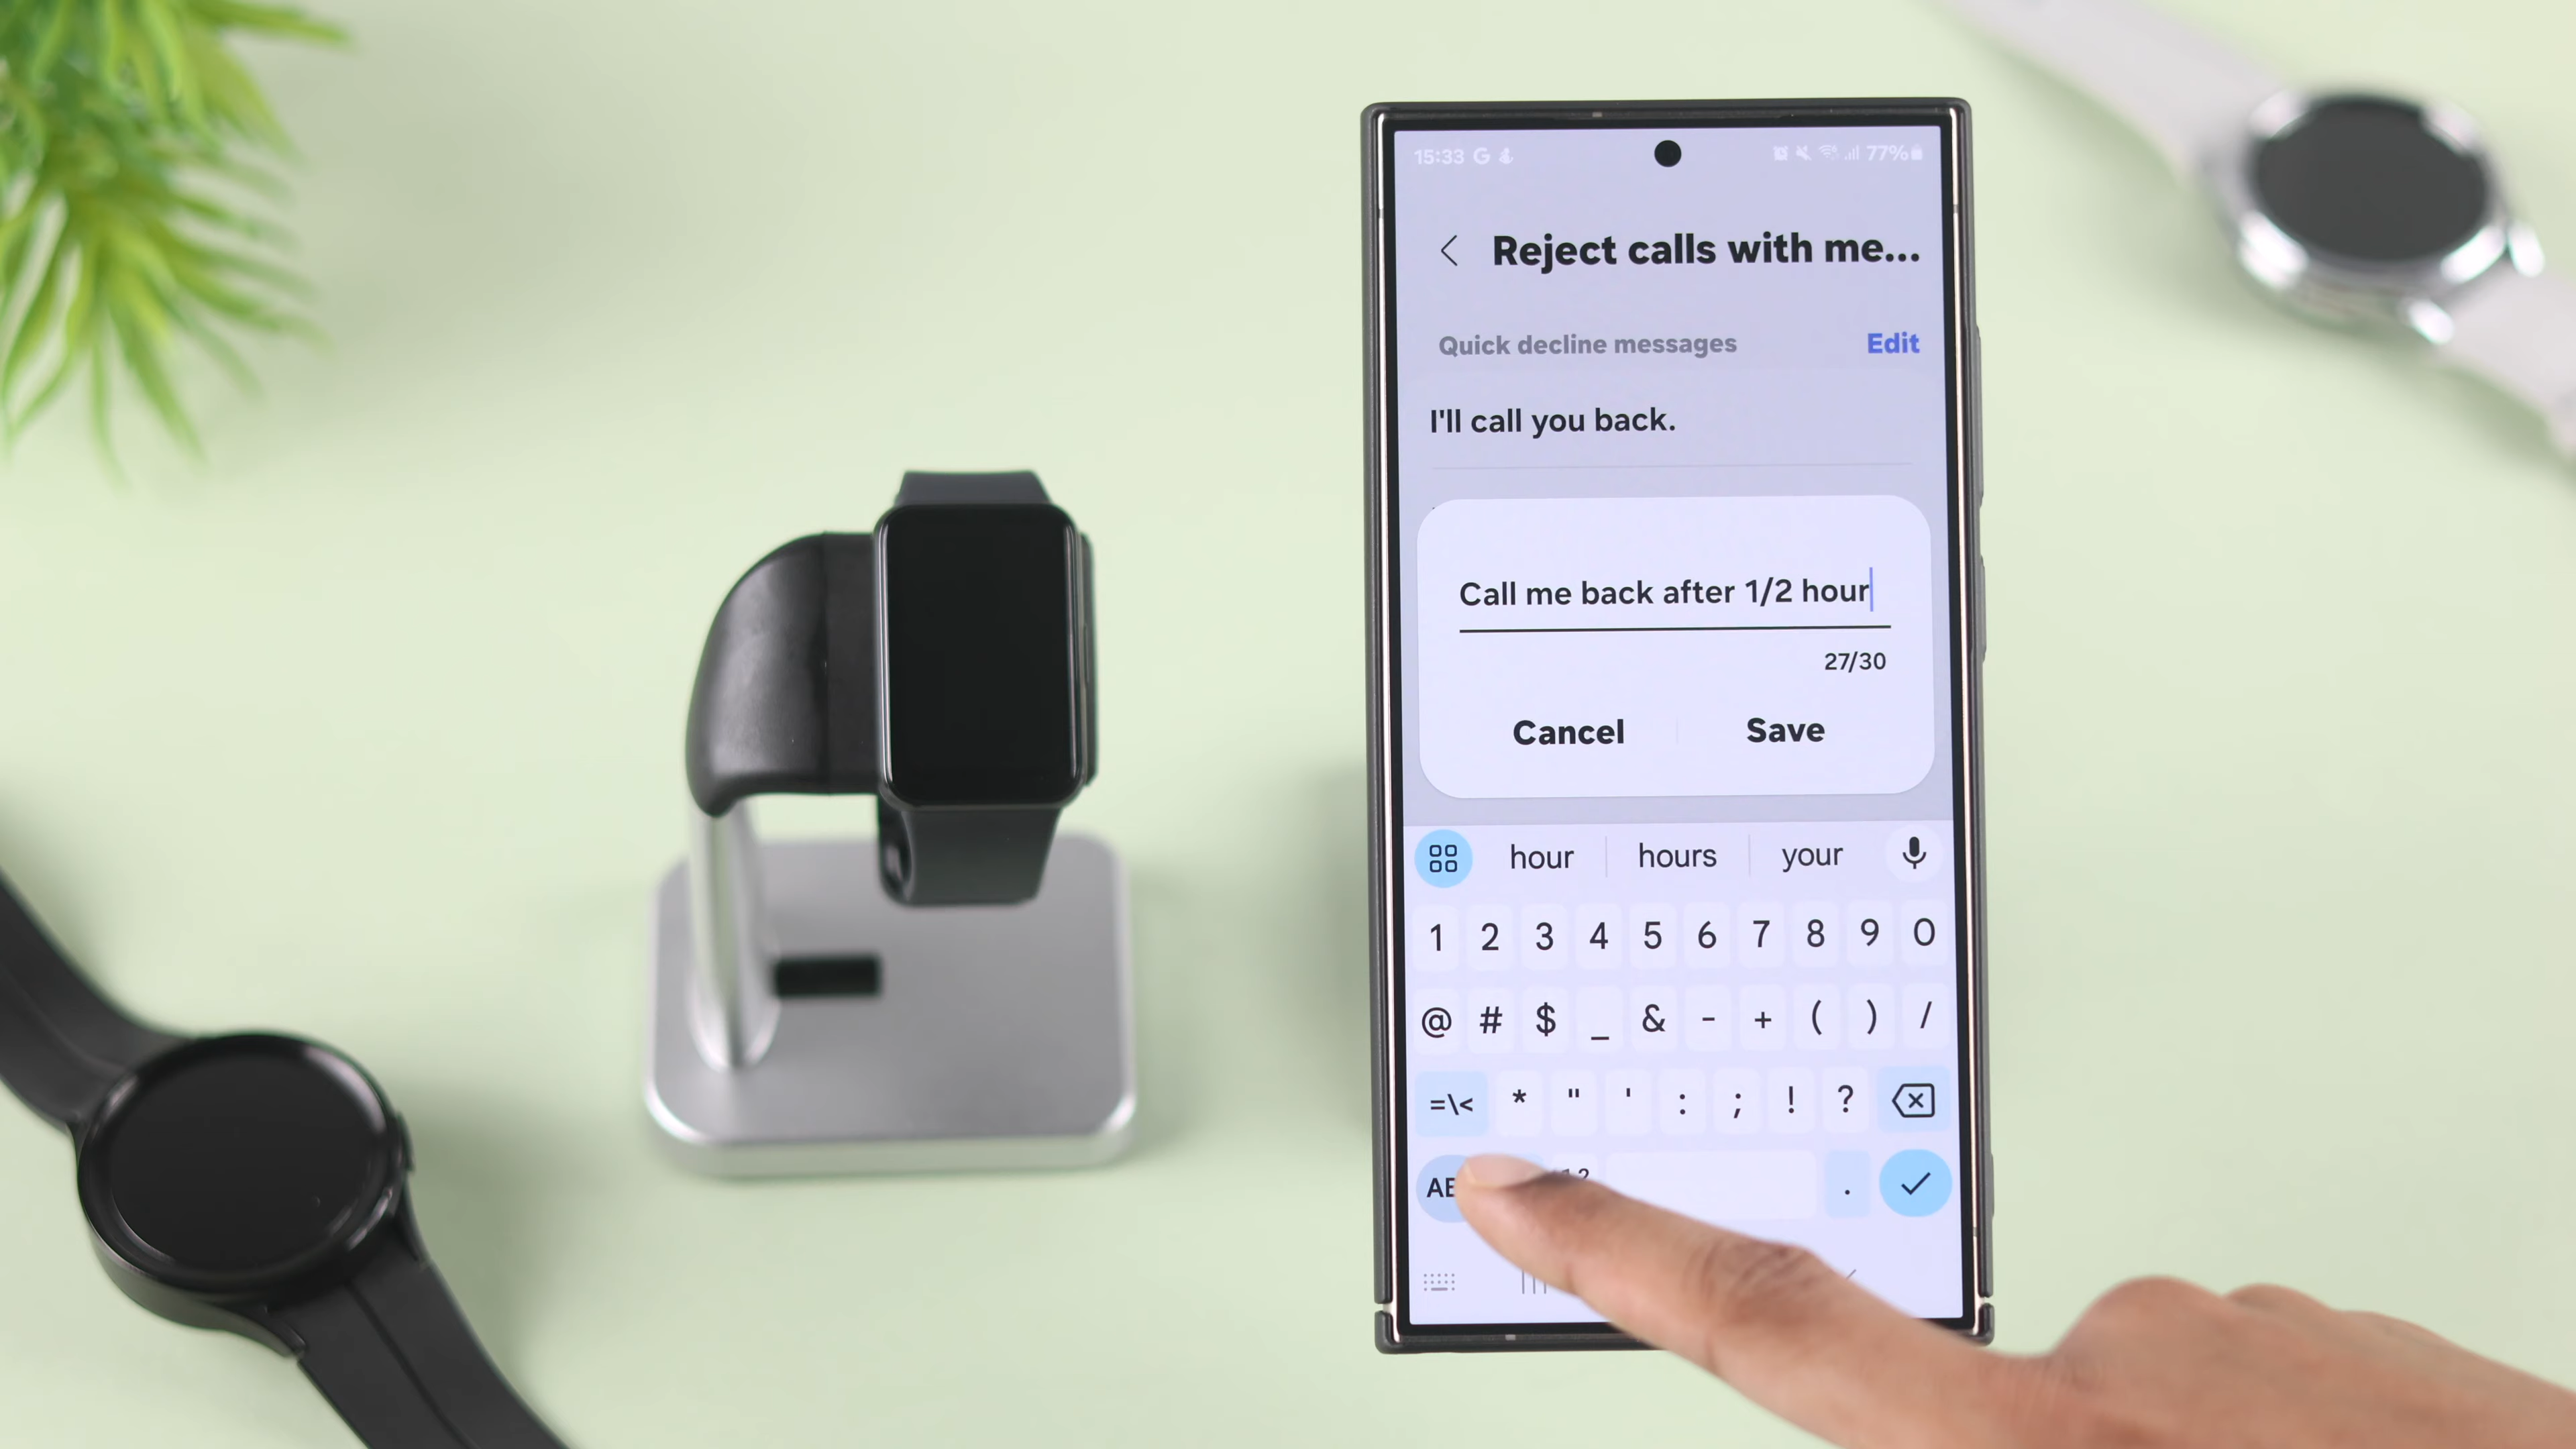 15:33 G 77%
Reject calls with me...
Quick decline messages Edit
I'll call you back.
Call me back after 1/2 hour
27/30
Cancel Save
hour hours your
1 2 3 4 5 6 7 8 9 0
@ # $ _ & - + ( ) /
=\< * " ' : ; ! ?
.